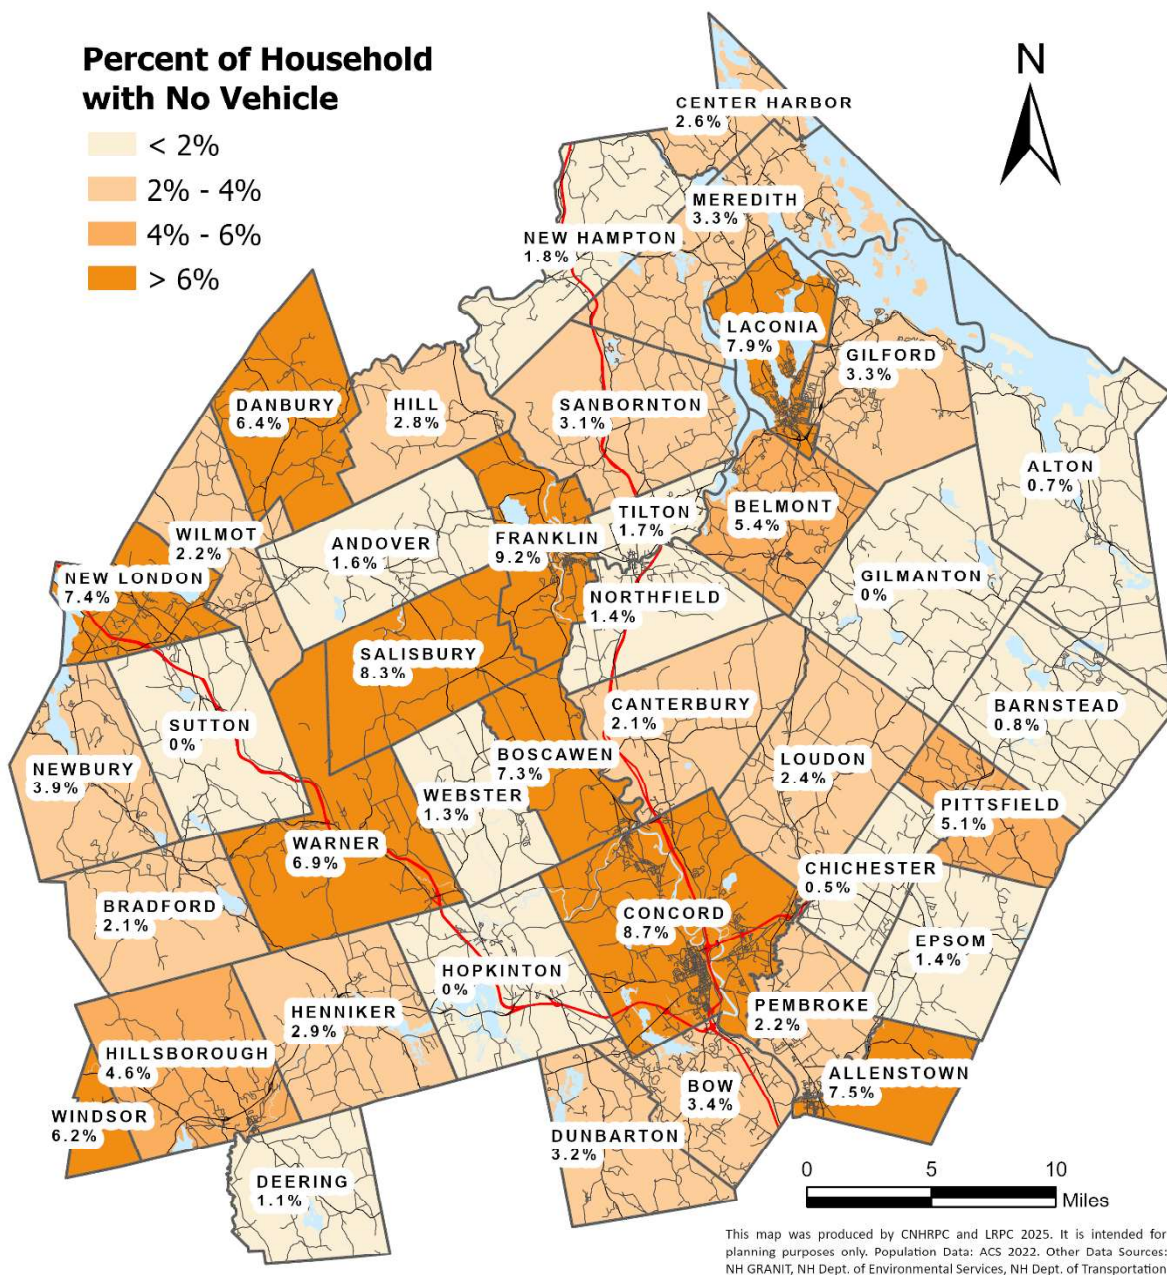 Percent of Household
with No Vehicle
< 2%
2% - 4%
4% - 6%
> 6%
N
CENTER HARBOR
2.6%
MEREDITH
3.3%
NEW HAMPTON
1.8%
LACONIA
7.9%
GILFORD
3.3%
DANBURY
6.4%
HILL
2.8%
SANBORNTON
3.1%
ALTON
0.7%
WILMOT
2.2%
ANDOVER
1.6%
FRANKLIN
9.2%
TILTON
1.7%
BELMONT
5.4%
NEW LONDON
7.4%
NORTHFIELD
1.4%
GILMANTON
0%
SALISBURY
8.3%
SUTTON
0%
CANTERBURY
2.1%
BARNSTEAD
0.8%
NEWBURY
3.9%
BOSCAWEN
7.3%
LOUDON
2.4%
WEBSTER
1.3%
PITTSFIELD
5.1%
WARNER
6.9%
CHICHESTER
0.5%
BRADFORD
2.1%
CONCORD
8.7%
EPSOM
1.4%
HOPKINTON
0%
HENNIKER
2.9%
PEMBROKE
2.2%
HILLSBOROUGH
4.6%
ALLENSTOWN
7.5%
BOW
3.4%
WINDSOR
6.2%
DUNBARTON
3.2%
DEERING
1.1%
0 5 10
Miles
This map was produced by CNHRPC and LRPC 2025. It is intended for
planning purposes only. Population Data: ACS 2022. Other Data Sources:
NH GRANIT, NH Dept. of Environmental Services, NH Dept. of Transportation